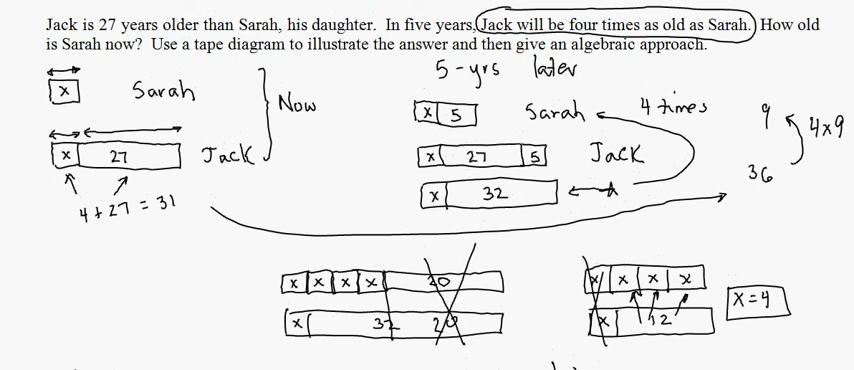 Jack is 27 years older than Sarah, his daughter. In five years, Jack will be four times as old as Sarah. How old
is Sarah now? Use a tape diagram to illustrate the answer and then give an algebraic approach.
x Sarah
Now
x 27 Jack
4 + 27 = 31
5-yrs later
x 5 Sarah
4 times
x 27 5 Jack
x 32
9
4x9
36
x x x x 20
x 32 20
x x x x
x 12
x=4